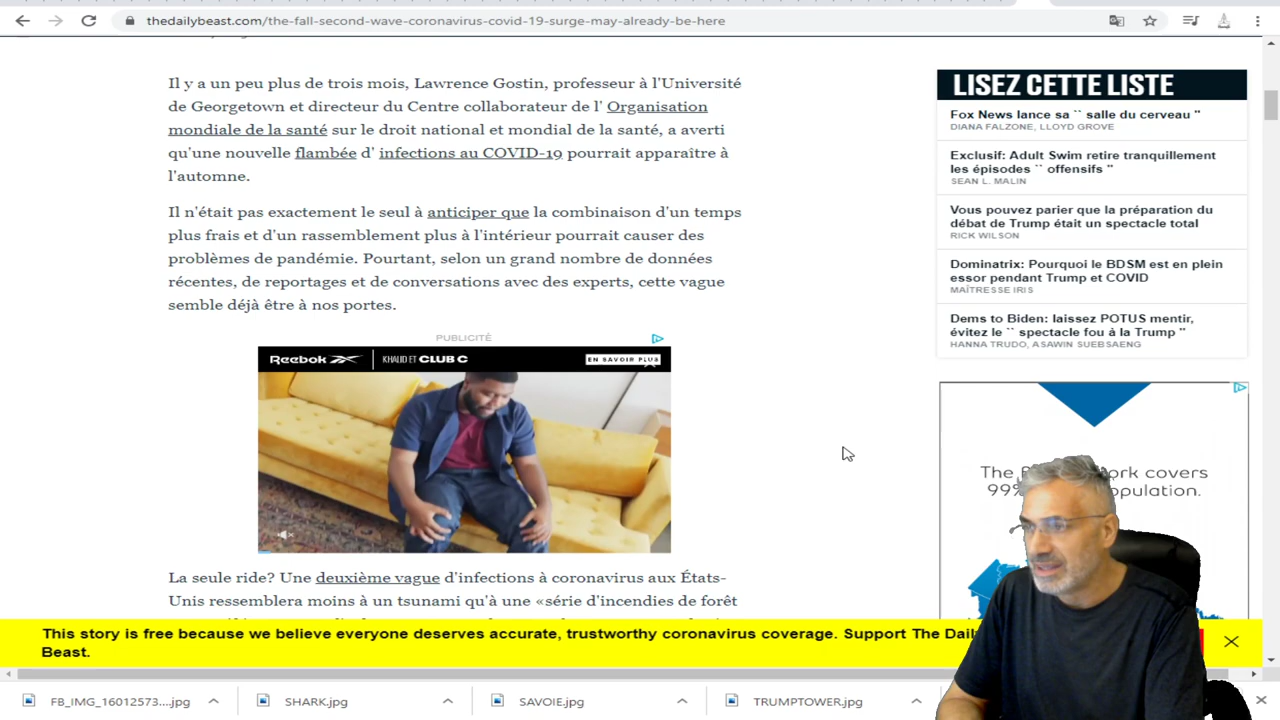 thedailybeast.com/the-fall-second-wave-coronavirus-covid-19-surge-may-already-be-here
Il y a un peu plus de trois mois, Lawrence Gostin, professeur à l'Université
de Georgetown et directeur du Centre collaborateur de l' Organisation
mondiale de la santé sur le droit national et mondial de la santé, a averti
qu'une nouvelle flambée d' infections au COVID-19 pourrait apparaître à
l'automne.
Il n'était pas exactement le seul à anticiper que la combinaison d'un temps
plus frais et d'un rassemblement plus à l'intérieur pourrait causer des
problèmes de pandémie. Pourtant, selon un grand nombre de données
récentes, de reportages et de conversations avec des experts, cette vague
semble déjà être à nos portes.
PUBLICITÉ
Reebok
KHALID ET CLUB C
EN SAVOIR PLUS
La seule ride? Une deuxième vague d'infections à coronavirus aux États-
Unis ressemblera moins à un tsunami qu'à une «série d'incendies de forêt
LISEZ CETTE LISTE
Fox News lance sa `` salle du cerveau ''
DIANA FALZONE, LLOYD GROVE
Exclusif: Adult Swim retire tranquillement
les épisodes `` offensifs ''
SEAN L. MALIN
Vous pouvez parier que la préparation du
débat de Trump était un spectacle total
RICK WILSON
Dominatrix: Pourquoi le BDSM est en plein
essor pendant Trump et COVID
MAÎTRESSE IRIS
Dems to Biden: laissez POTUS mentir,
évitez le `` spectacle fou à la Trump ''
HANNA TRUDO, ASAWIN SUEBSAENG
The work covers
99% population.
This story is free because we believe everyone deserves accurate, trustworthy coronavirus coverage. Support The Daily
Beast.
FB_IMG_16012573....jpg
SHARK.jpg
SAVOIE.jpg
TRUMPTOWER.jpg